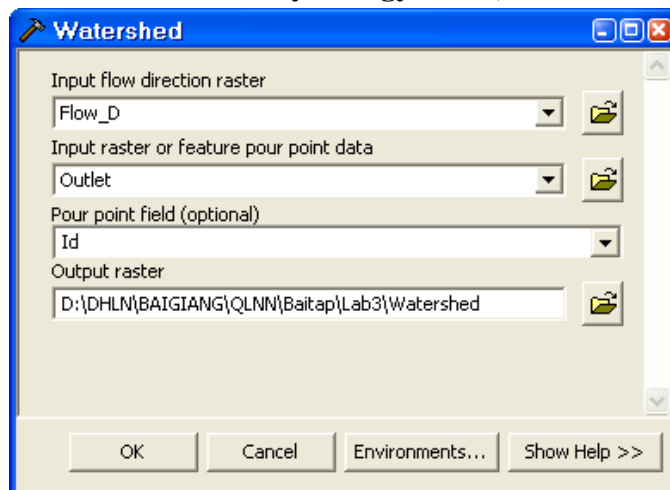 Watershed
Input flow direction raster
Flow_D
Input raster or feature pour point data
Outlet
Pour point field (optional)
Id
Output raster
D:\DHLN\BAIGIANG\QLNN\Baitap\Lab3\Watershed
OK Cancel Environments... Show Help >>